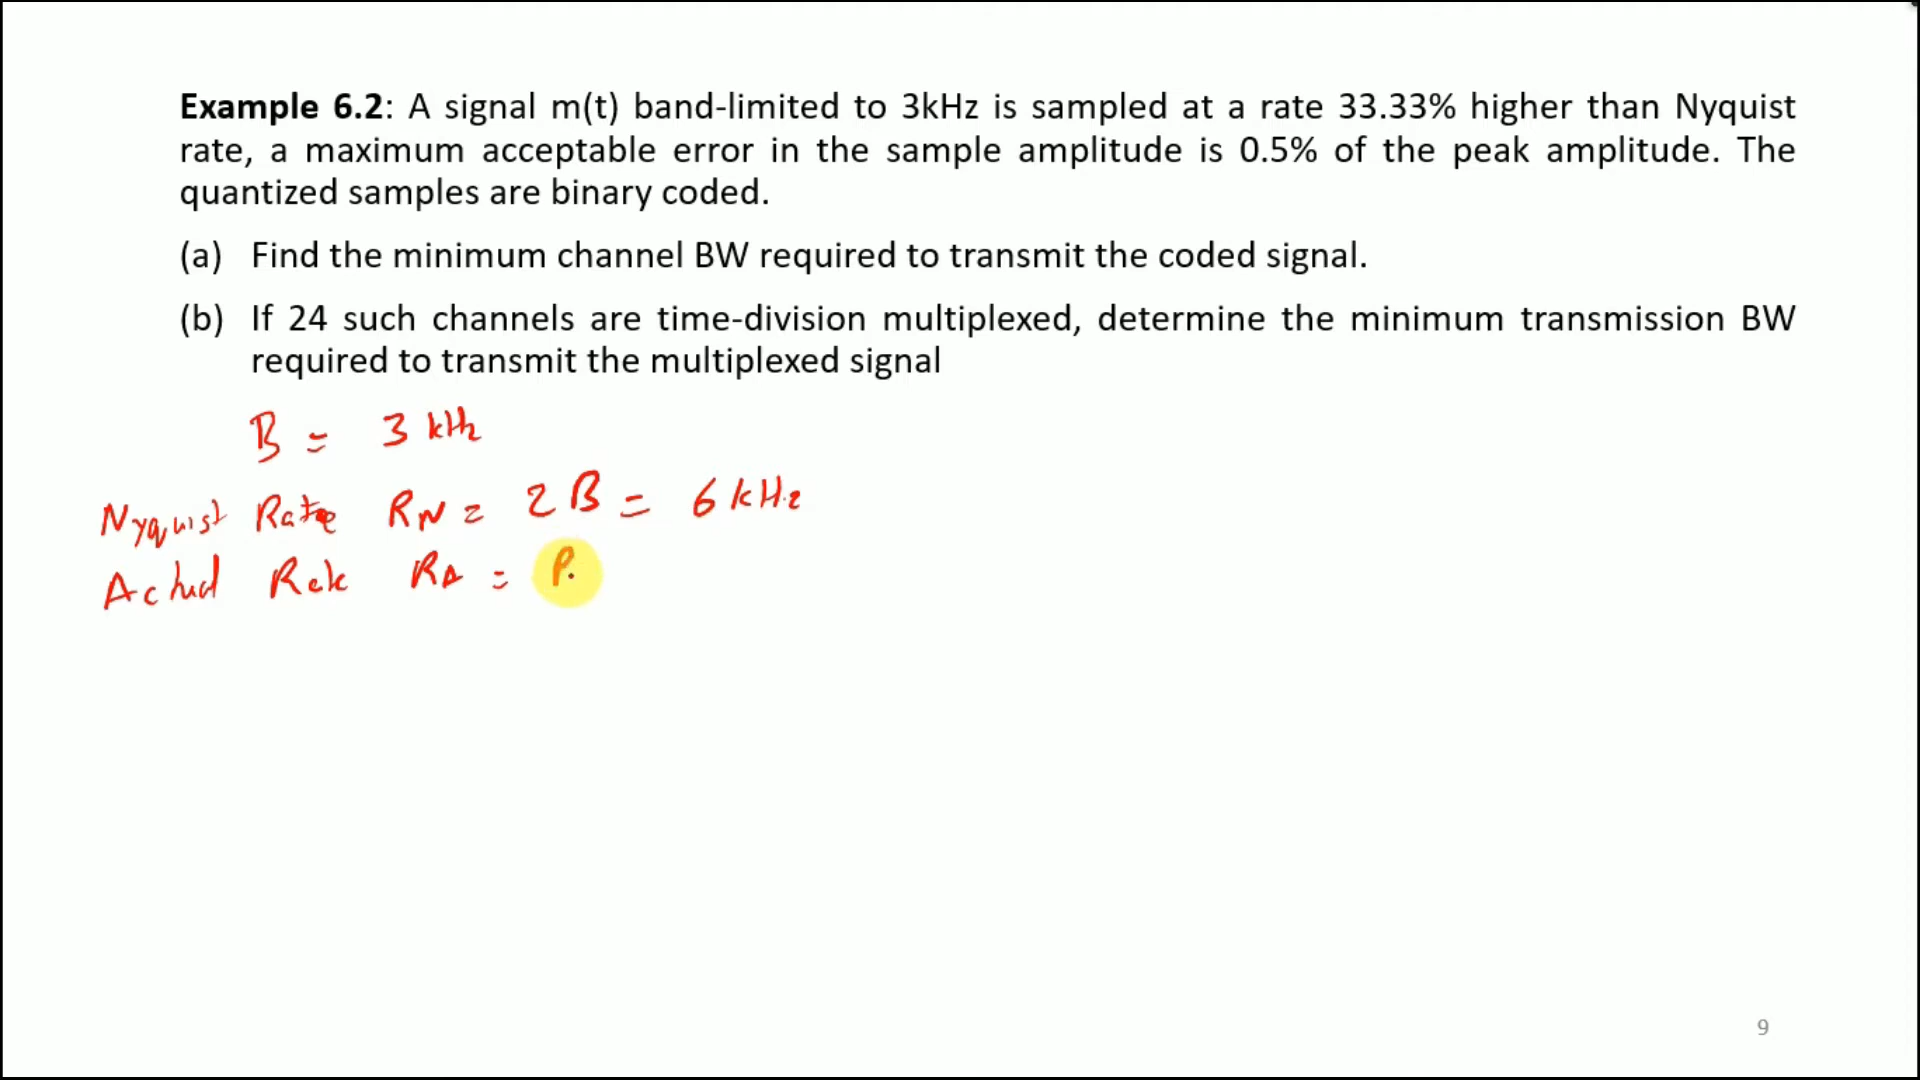 Example 6.2: A signal m(t) band-limited to 3kHz is sampled at a rate 33.33% higher than Nyquist
rate, a maximum acceptable error in the sample amplitude is 0.5% of the peak amplitude. The
quantized samples are binary coded.
(a) Find the minimum channel BW required to transmit the coded signal.
(b) If 24 such channels are time-division multiplexed, determine the minimum transmission BW
required to transmit the multiplexed signal
B = 3 kHz
Nyquist Rate RN = 2B = 6 kHz
Actual Rate RA =
9